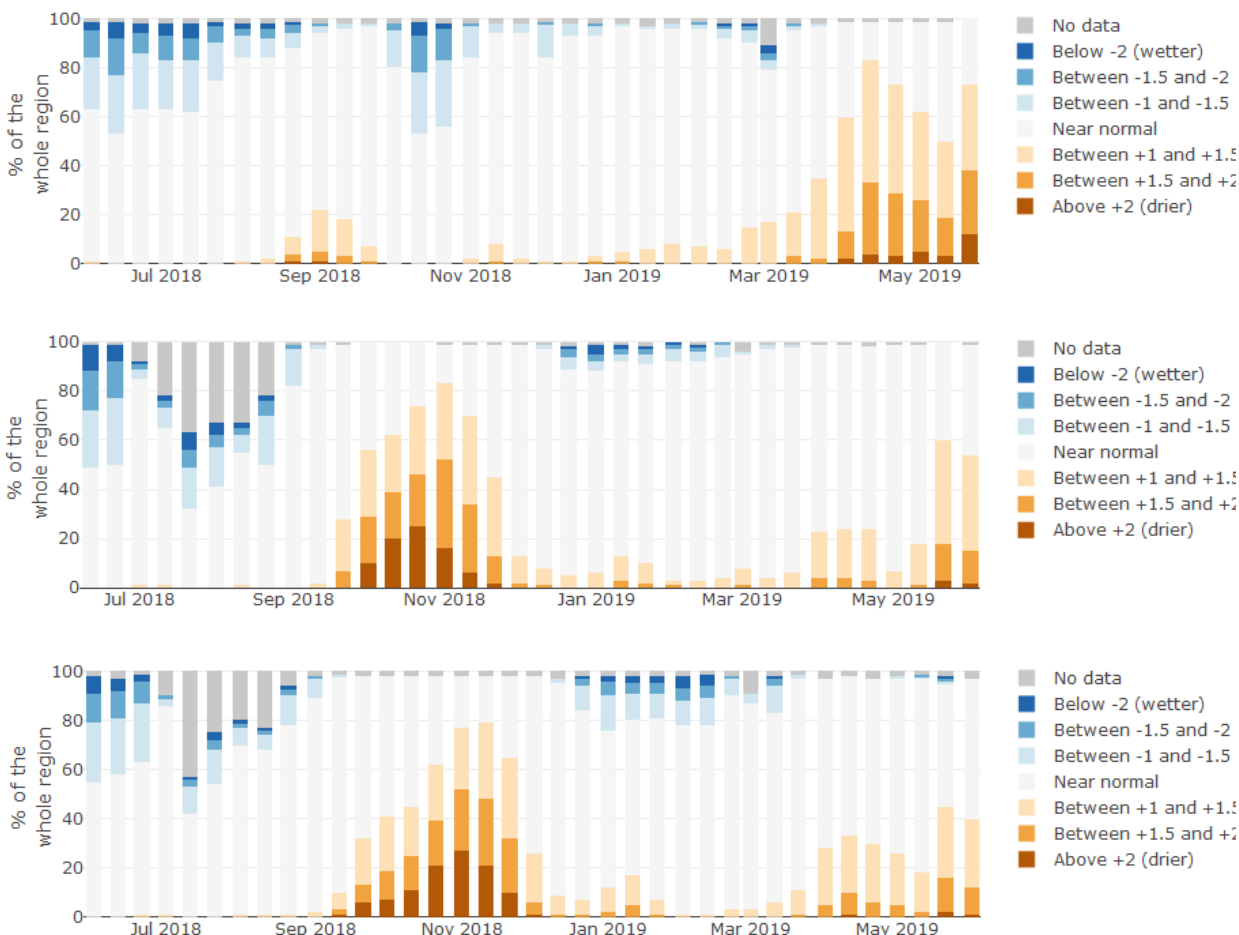 % of the
whole region
100
80
60
40
20
0
Jul 2018 Sep 2018 Nov 2018 Jan 2019 Mar 2019 May 2019
No data
Below -2 (wetter)
Between -1.5 and -2
Between -1 and -1.5
Near normal
Between +1 and +1.5
Between +1.5 and +2
Above +2 (drier)
% of the
whole region
100
80
60
40
20
0
Jul 2018 Sep 2018 Nov 2018 Jan 2019 Mar 2019 May 2019
No data
Below -2 (wetter)
Between -1.5 and -2
Between -1 and -1.5
Near normal
Between +1 and +1.5
Between +1.5 and +2
Above +2 (drier)
% of the
whole region
100
80
60
40
20
0
Jul 2018 Sep 2018 Nov 2018 Jan 2019 Mar 2019 May 2019
No data
Below -2 (wetter)
Between -1.5 and -2
Between -1 and -1.5
Near normal
Between +1 and +1.5
Between +1.5 and +2
Above +2 (drier)